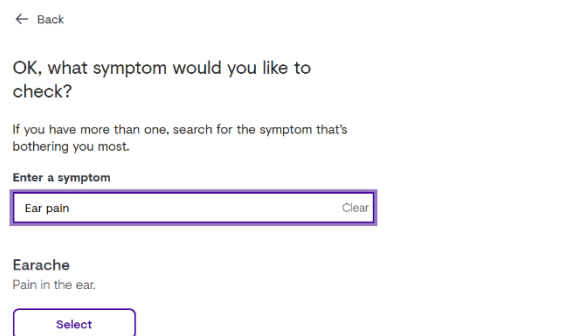 Back
OK, what symptom would you like to
check?
If you have more than one, search for the symptom that's
bothering you most.
Enter a symptom
Ear pain Clear
Earache
Pain in the ear.
Select